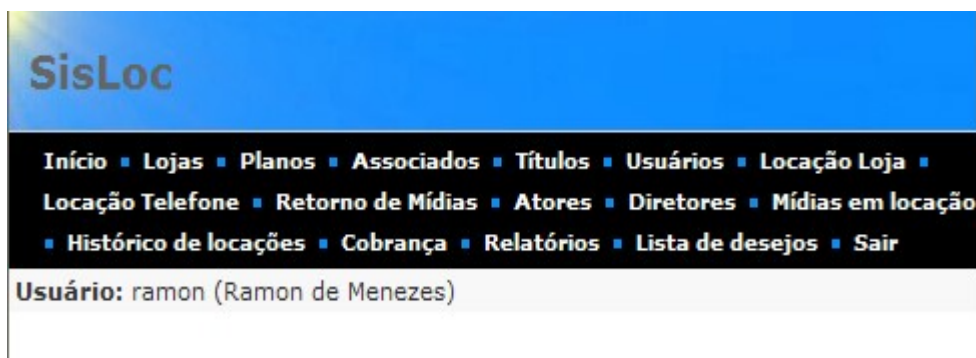 SisLoc
Início ▪ Lojas ▪ Planos ▪ Associados ▪ Títulos ▪ Usuários ▪ Locação Loja ▪
Locação Telefone ▪ Retorno de Mídias ▪ Atores ▪ Diretores ▪ Mídias em locação
▪ Histórico de locações ▪ Cobrança ▪ Relatórios ▪ Lista de desejos ▪ Sair
Usuário: ramon (Ramon de Menezes)